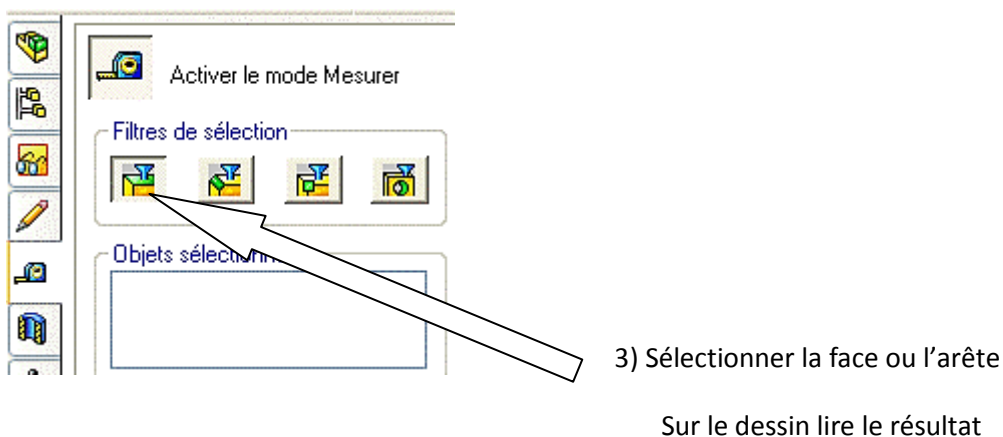 Activer le mode Mesurer
Filtres de sélection
Objets sélectionn
3) Sélectionner la face ou l’arête
Sur le dessin lire le résultat